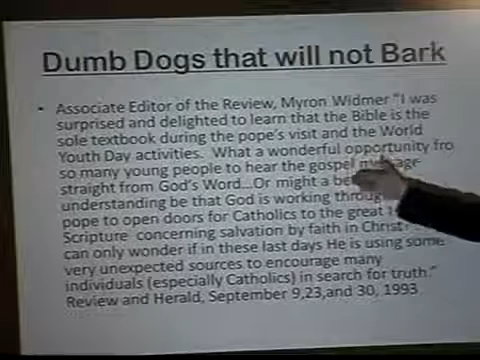 Dumb Dogs that will not Bark
• Associate Editor of the Review, Myron Widmer "I was
surprised and delighted to learn that the Bible is the
sole textbook during the pope's visit and the World
Youth Day activities. What a wonderful opportunity fro
so many young people to hear the gospel
straight from God's Word...Or might a
understanding be that God is working through
pope to open doors for Catholics to the great
Scripture concerning salvation by faith in Christ
can only wonder if in these last days He is using some
very unexpected sources to encourage many
individuals (especially Catholics) in search for truth."
Review and Herald, September 9,23,and 30, 1993